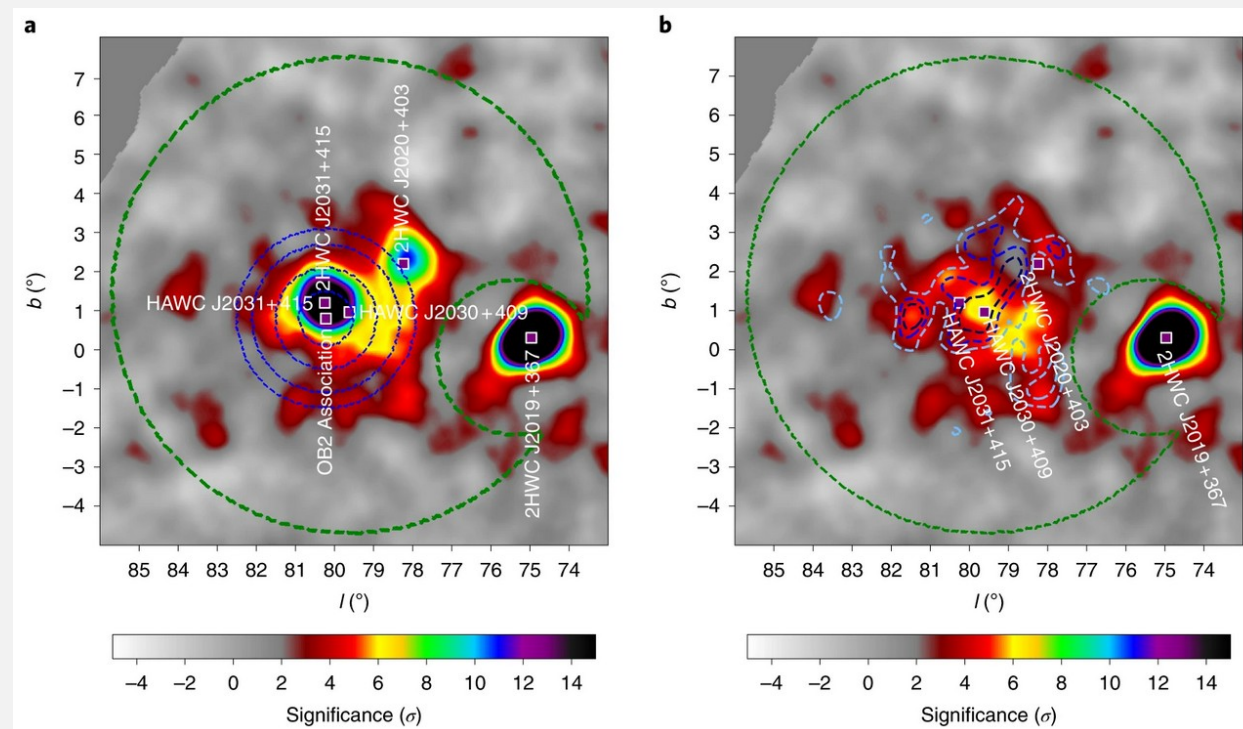 a
b
7
6
5
4
3
2
1
0
−1
−2
−3
−4
b (°)
2HWC J2031+415
2HWC J2020+403
HAWC J2031+415
HAWC J2030+409
OB2 Association
2HWC J2019+367
85 84 83 82 81 80 79 78 77 76 75 74
l (°)
−4 −2 0 2 4 6 8 10 12 14
Significance (σ)
7
6
5
4
3
2
1
0
−1
−2
−3
−4
b (°)
2HWC J2020+403
HAWC J2031+415
HAWC J2030+409
2HWC J2019+367
85 84 83 82 81 80 79 78 77 76 75 74
l (°)
−4 −2 0 2 4 6 8 10 12 14
Significance (σ)